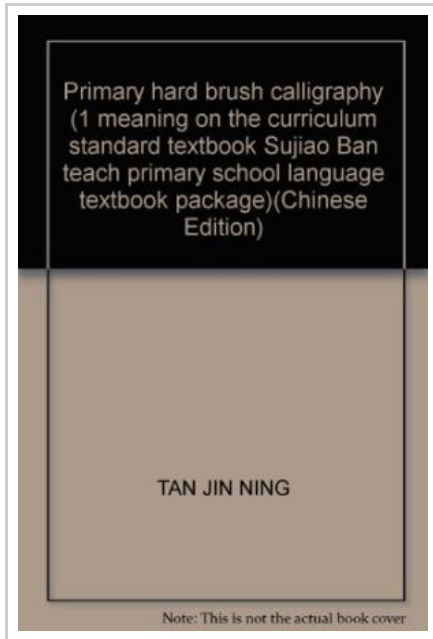 Primary hard brush calligraphy
(1 meaning on the curriculum
standard textbook Sujiao Ban
teach primary school language
textbook package)(Chinese
Edition)
TAN JIN NING
Note: This is not the actual book cover